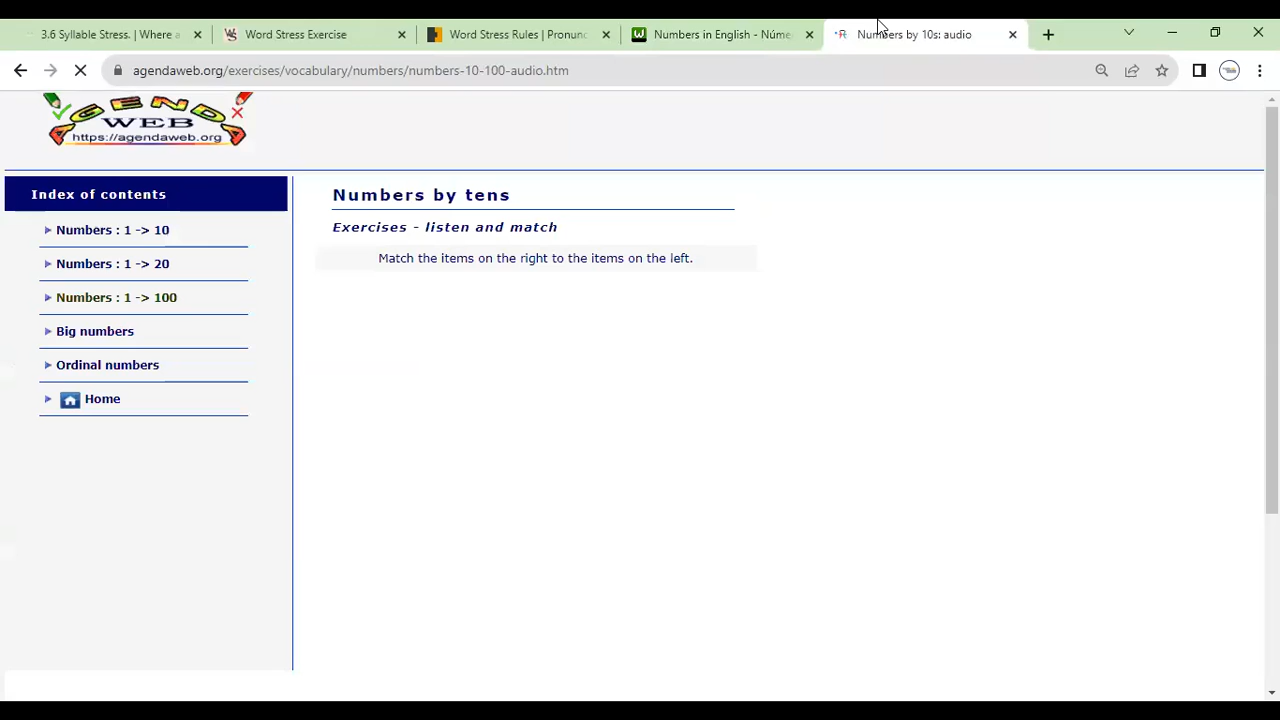 3.6 Syllable Stress. | Where a
Word Stress Exercise
Word Stress Rules | Pronunc
Numbers in English - Núme
Numbers by 10s: audio
agendaweb.org/exercises/vocabulary/numbers/numbers-10-100-audio.htm
AGENDA
WEB
https://agendaweb.org
Index of contents
Numbers : 1 -> 10
Numbers : 1 -> 20
Numbers : 1 -> 100
Big numbers
Ordinal numbers
Home
Numbers by tens
Exercises - listen and match
Match the items on the right to the items on the left.